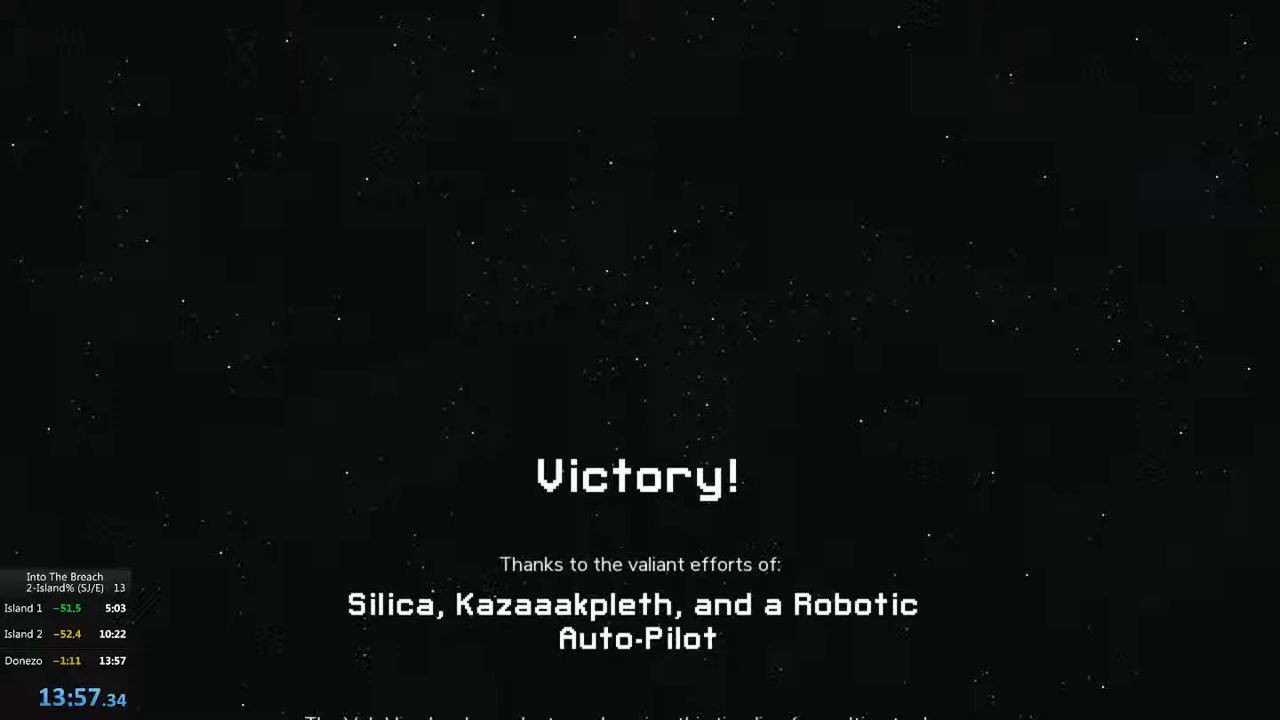 Victory!
Thanks to the valiant efforts of:
Silica, Kazaaakpleth, and a Robotic
Auto-Pilot
Into The Breach
2-Island% (SJ/E) 13
Island 1 −51.5 5:03
Island 2 −52.4 10:22
Donezo −1:11 13:57
13:57.34